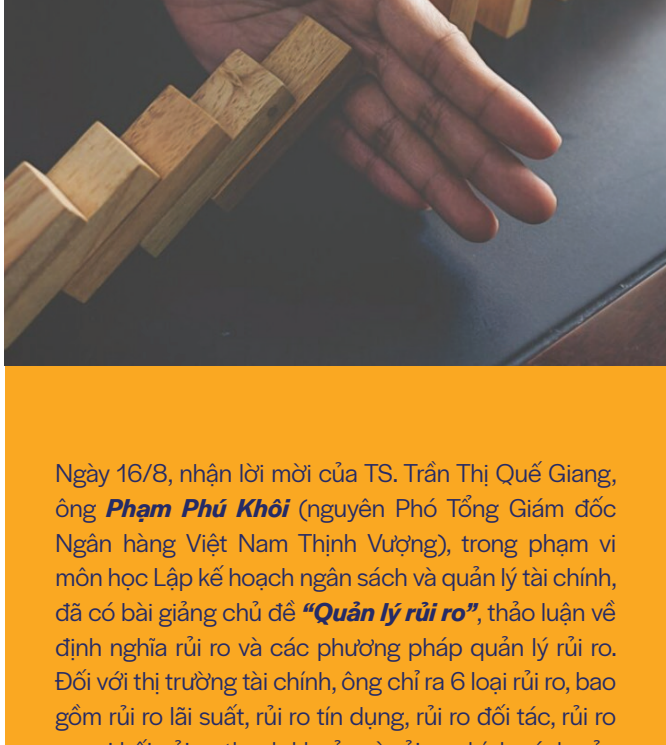 Ngày 16/8, nhận lời mời của TS. Trần Thị Quế Giang,
ông Phạm Phú Khôi (nguyên Phó Tổng Giám đốc
Ngân hàng Việt Nam Thịnh Vượng), trong phạm vi
môn học Lập kế hoạch ngân sách và quản lý tài chính,
đã có bài giảng chủ đề “Quản lý rủi ro”, thảo luận về
định nghĩa rủi ro và các phương pháp quản lý rủi ro.
Đối với thị trường tài chính, ông chỉ ra 6 loại rủi ro, bao
gồm rủi ro lãi suất, rủi ro tín dụng, rủi ro đối tác, rủi ro